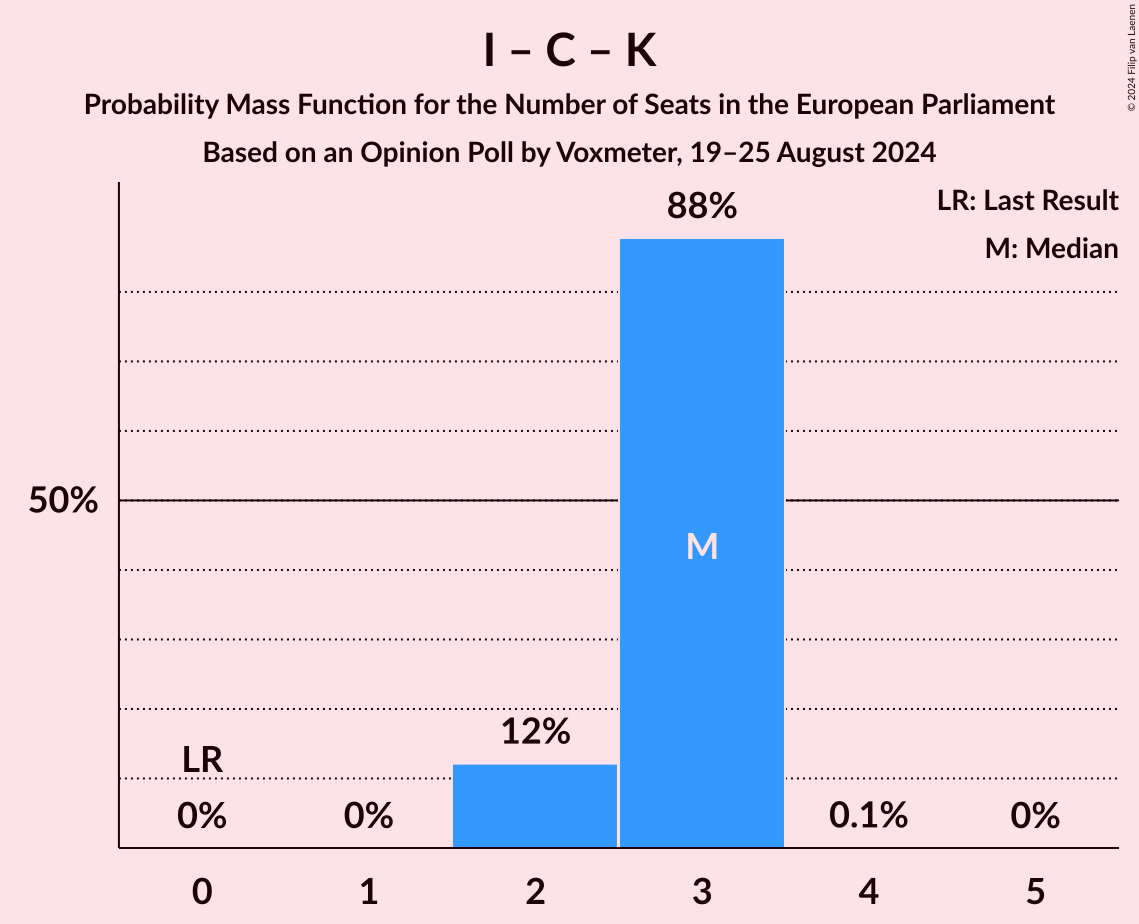 I – C – K
Probability Mass Function for the Number of Seats in the European Parliament
Based on an Opinion Poll by Voxmeter, 19–25 August 2024
© 2024 Filip van Laenen
LR: Last Result
M: Median
88%
50%
M
12%
LR
0%
0%
0.1%
0%
0
1
2
3
4
5